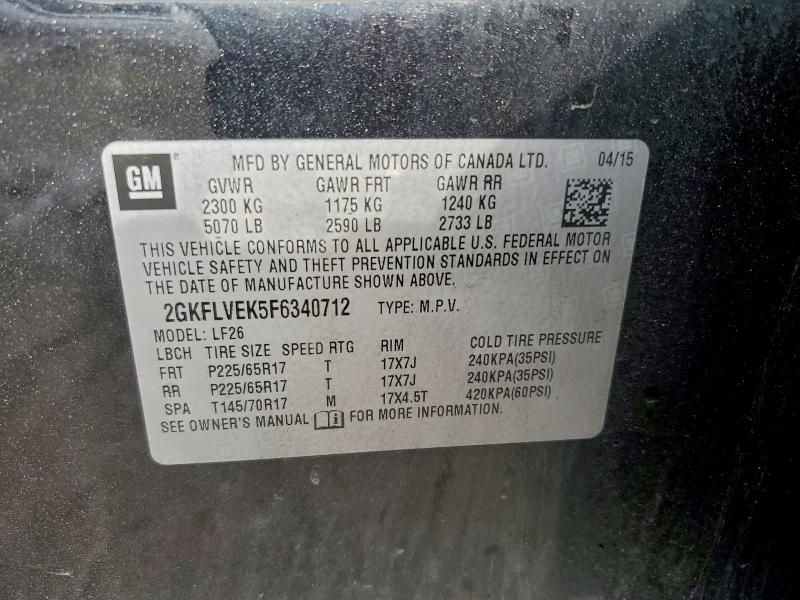 GM
MFD BY GENERAL MOTORS OF CANADA LTD. 04/15
GVWR GAWR FRT GAWR RR
2300 KG 1175 KG 1240 KG
5070 LB 2590 LB 2733 LB
THIS VEHICLE CONFORMS TO ALL APPLICABLE U.S. FEDERAL MOTOR
VEHICLE SAFETY AND THEFT PREVENTION STANDARDS IN EFFECT ON
THE DATE OF MANUFACTURE SHOWN ABOVE.
2GKFLVEK5F6340712 TYPE: M.P.V.
MODEL: LF26
LBCH TIRE SIZE SPEED RTG RIM COLD TIRE PRESSURE
FRT P225/65R17 T 17X7J 240KPA(35PSI)
RR P225/65R17 T 17X7J 240KPA(35PSI)
SPA T145/70R17 M 17X4.5T 420KPA(60PSI)
SEE OWNER'S MANUAL FOR MORE INFORMATION.